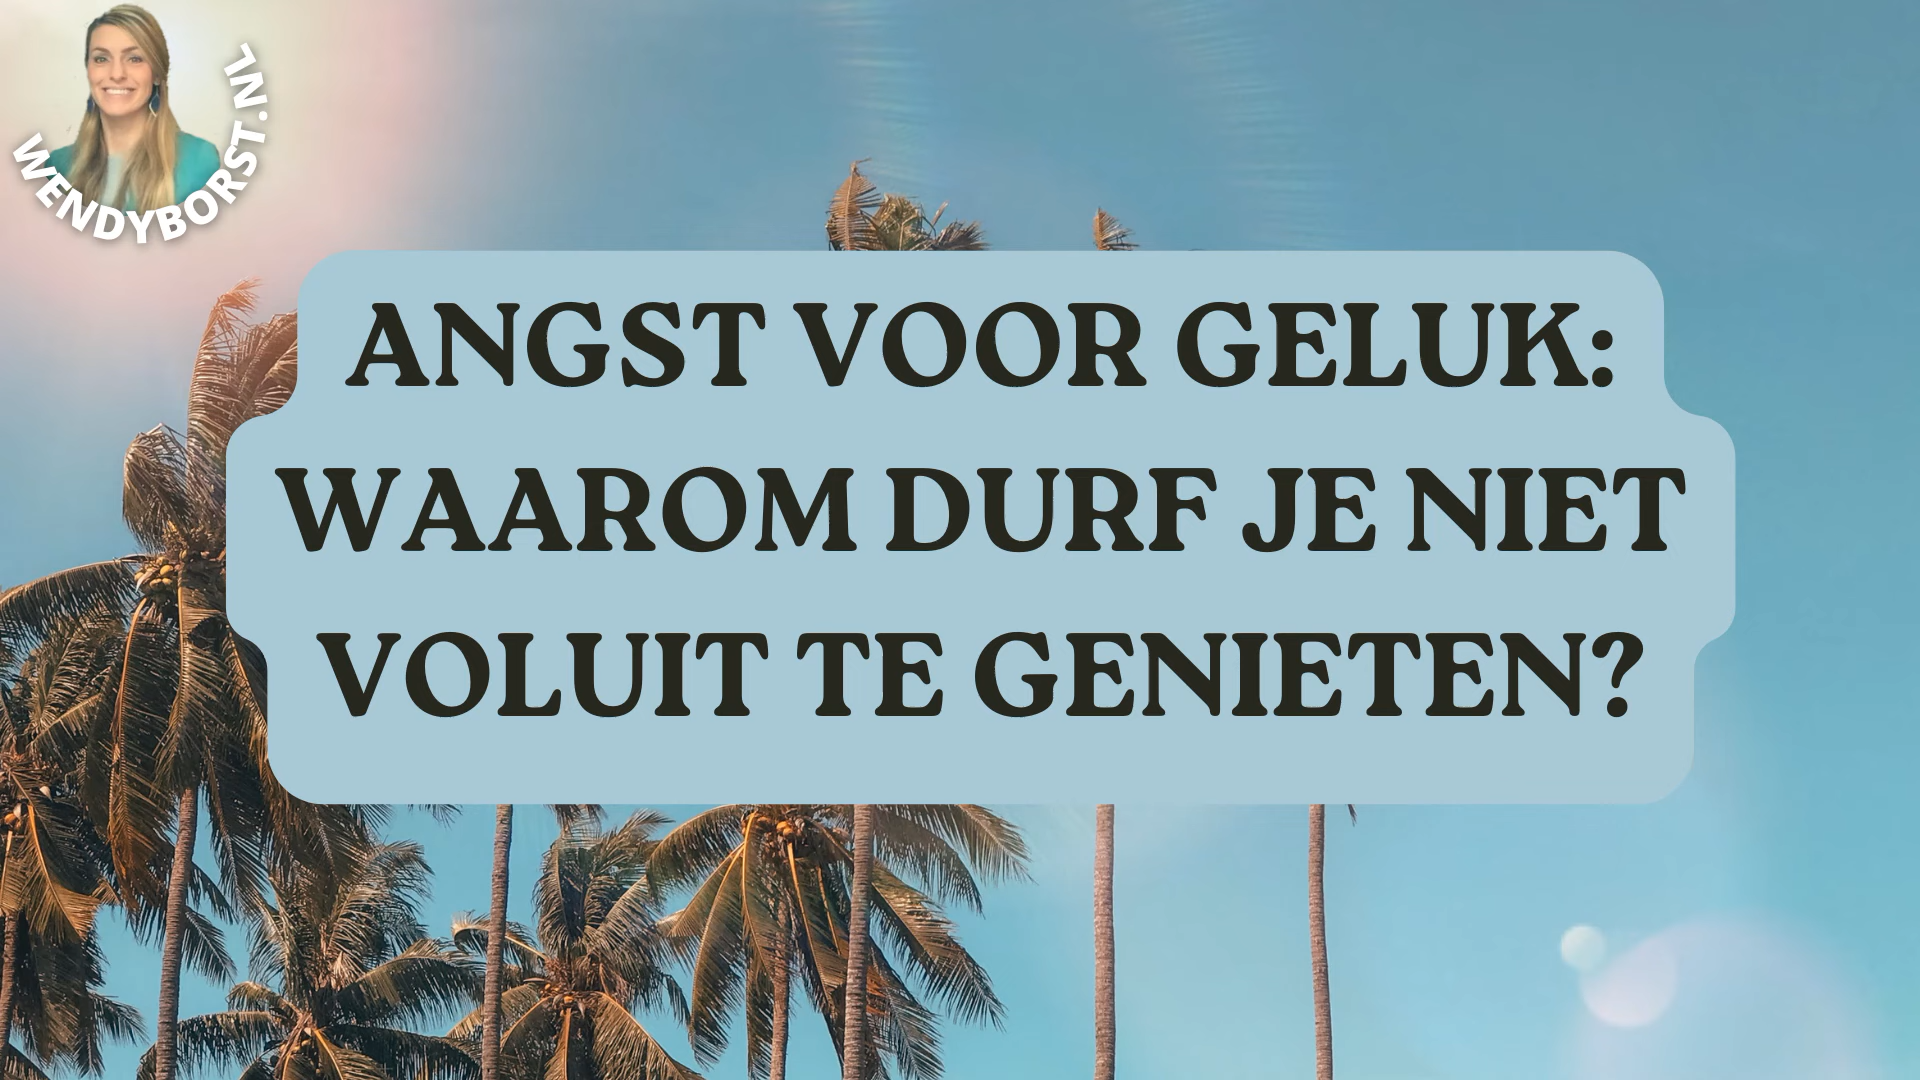 WENDYBORST.NL
ANGST VOOR GELUK:
WAAROM DURF JE NIET
VOLUIT TE GENIETEN?